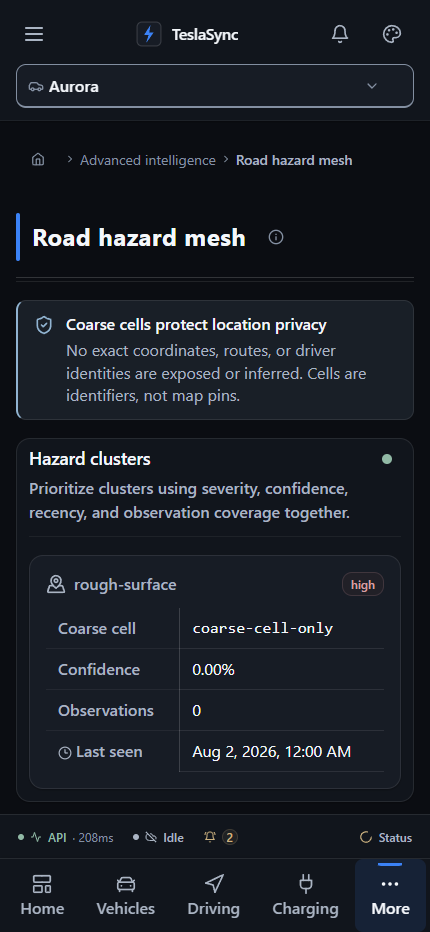 TeslaSync
Aurora
Advanced intelligence
Road hazard mesh
Road hazard mesh
Coarse cells protect location privacy
No exact coordinates, routes, or driver
identities are exposed or inferred. Cells are
identifiers, not map pins.
Hazard clusters
Prioritize clusters using severity, confidence,
recency, and observation coverage together.
rough-surface high
Coarse cell coarse-cell-only
Confidence 0.00%
Observations 0
Last seen Aug 2, 2026, 12:00 AM
API · 208ms Idle 2 Status
Home Vehicles Driving Charging More